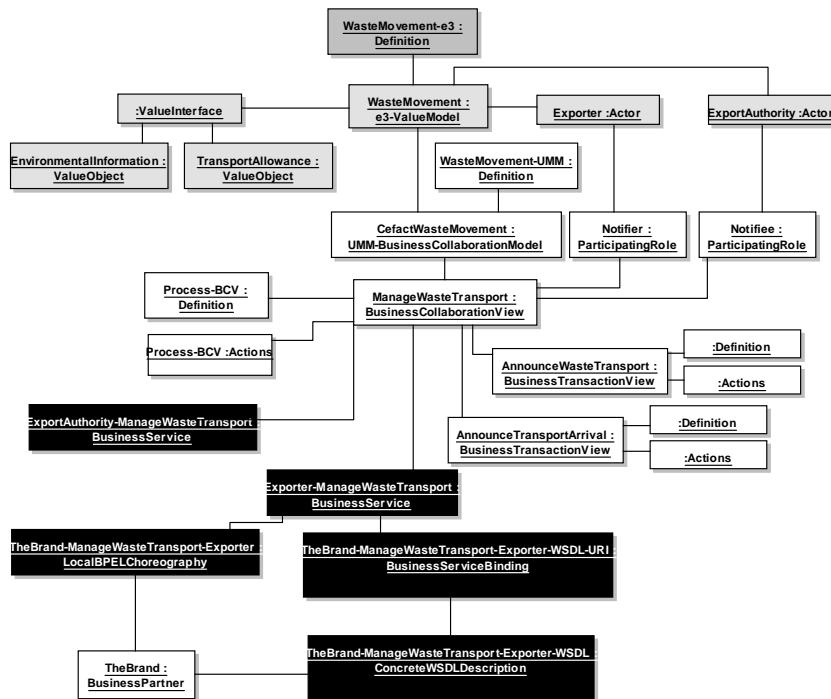 WasteMovement-e3 :
Definition
:ValueInterface
WasteMovement :
e3-ValueModel
Exporter :Actor
ExportAuthority :Actor
EnvironmentalInformation :
ValueObject
TransportAllowance :
ValueObject
WasteMovement-UMM :
Definition
CefactWasteMovement :
UMM-BusinessCollaborationModel
Notifier :
ParticipatingRole
Notifiee :
ParticipatingRole
Process-BCV :
Definition
ManageWasteTransport :
BusinessCollaborationView
Process-BCV :Actions
:Definition
AnnounceWasteTransport :
BusinessTransactionView
:Actions
ExportAuthority-ManageWasteTransport :
BusinessService
AnnounceTransportArrival :
BusinessTransactionView
:Definition
:Actions
Exporter-ManageWasteTransport :
BusinessService
TheBrand-ManageWasteTransport-Exporter :
LocalBPELChoreography
TheBrand-ManageWasteTransport-Exporter-WSDL-URI :
BusinessServiceBinding
TheBrand :
BusinessPartner
TheBrand-ManageWasteTransport-Exporter-WSDL :
ConcreteWSDLDescription